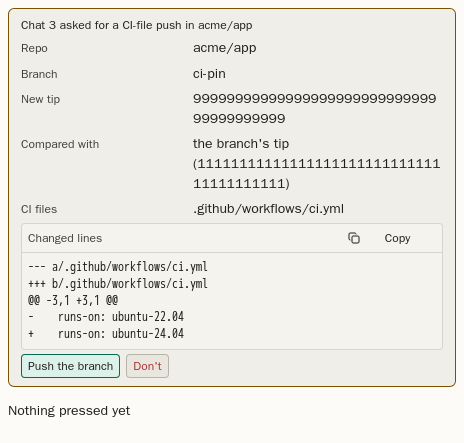 Chat 3 asked for a CI-file push in acme/app
Repo acme/app
Branch ci-pin
New tip 99999999999999999999999999999
99999999999
Compared with the branch's tip
(11111111111111111111111111111
11111111111)
CI files .github/workflows/ci.yml
Changed lines Copy
--- a/.github/workflows/ci.yml
+++ b/.github/workflows/ci.yml
@@ -3,1 +3,1 @@
-    runs-on: ubuntu-22.04
+    runs-on: ubuntu-24.04
Push the branch Don't
Nothing pressed yet